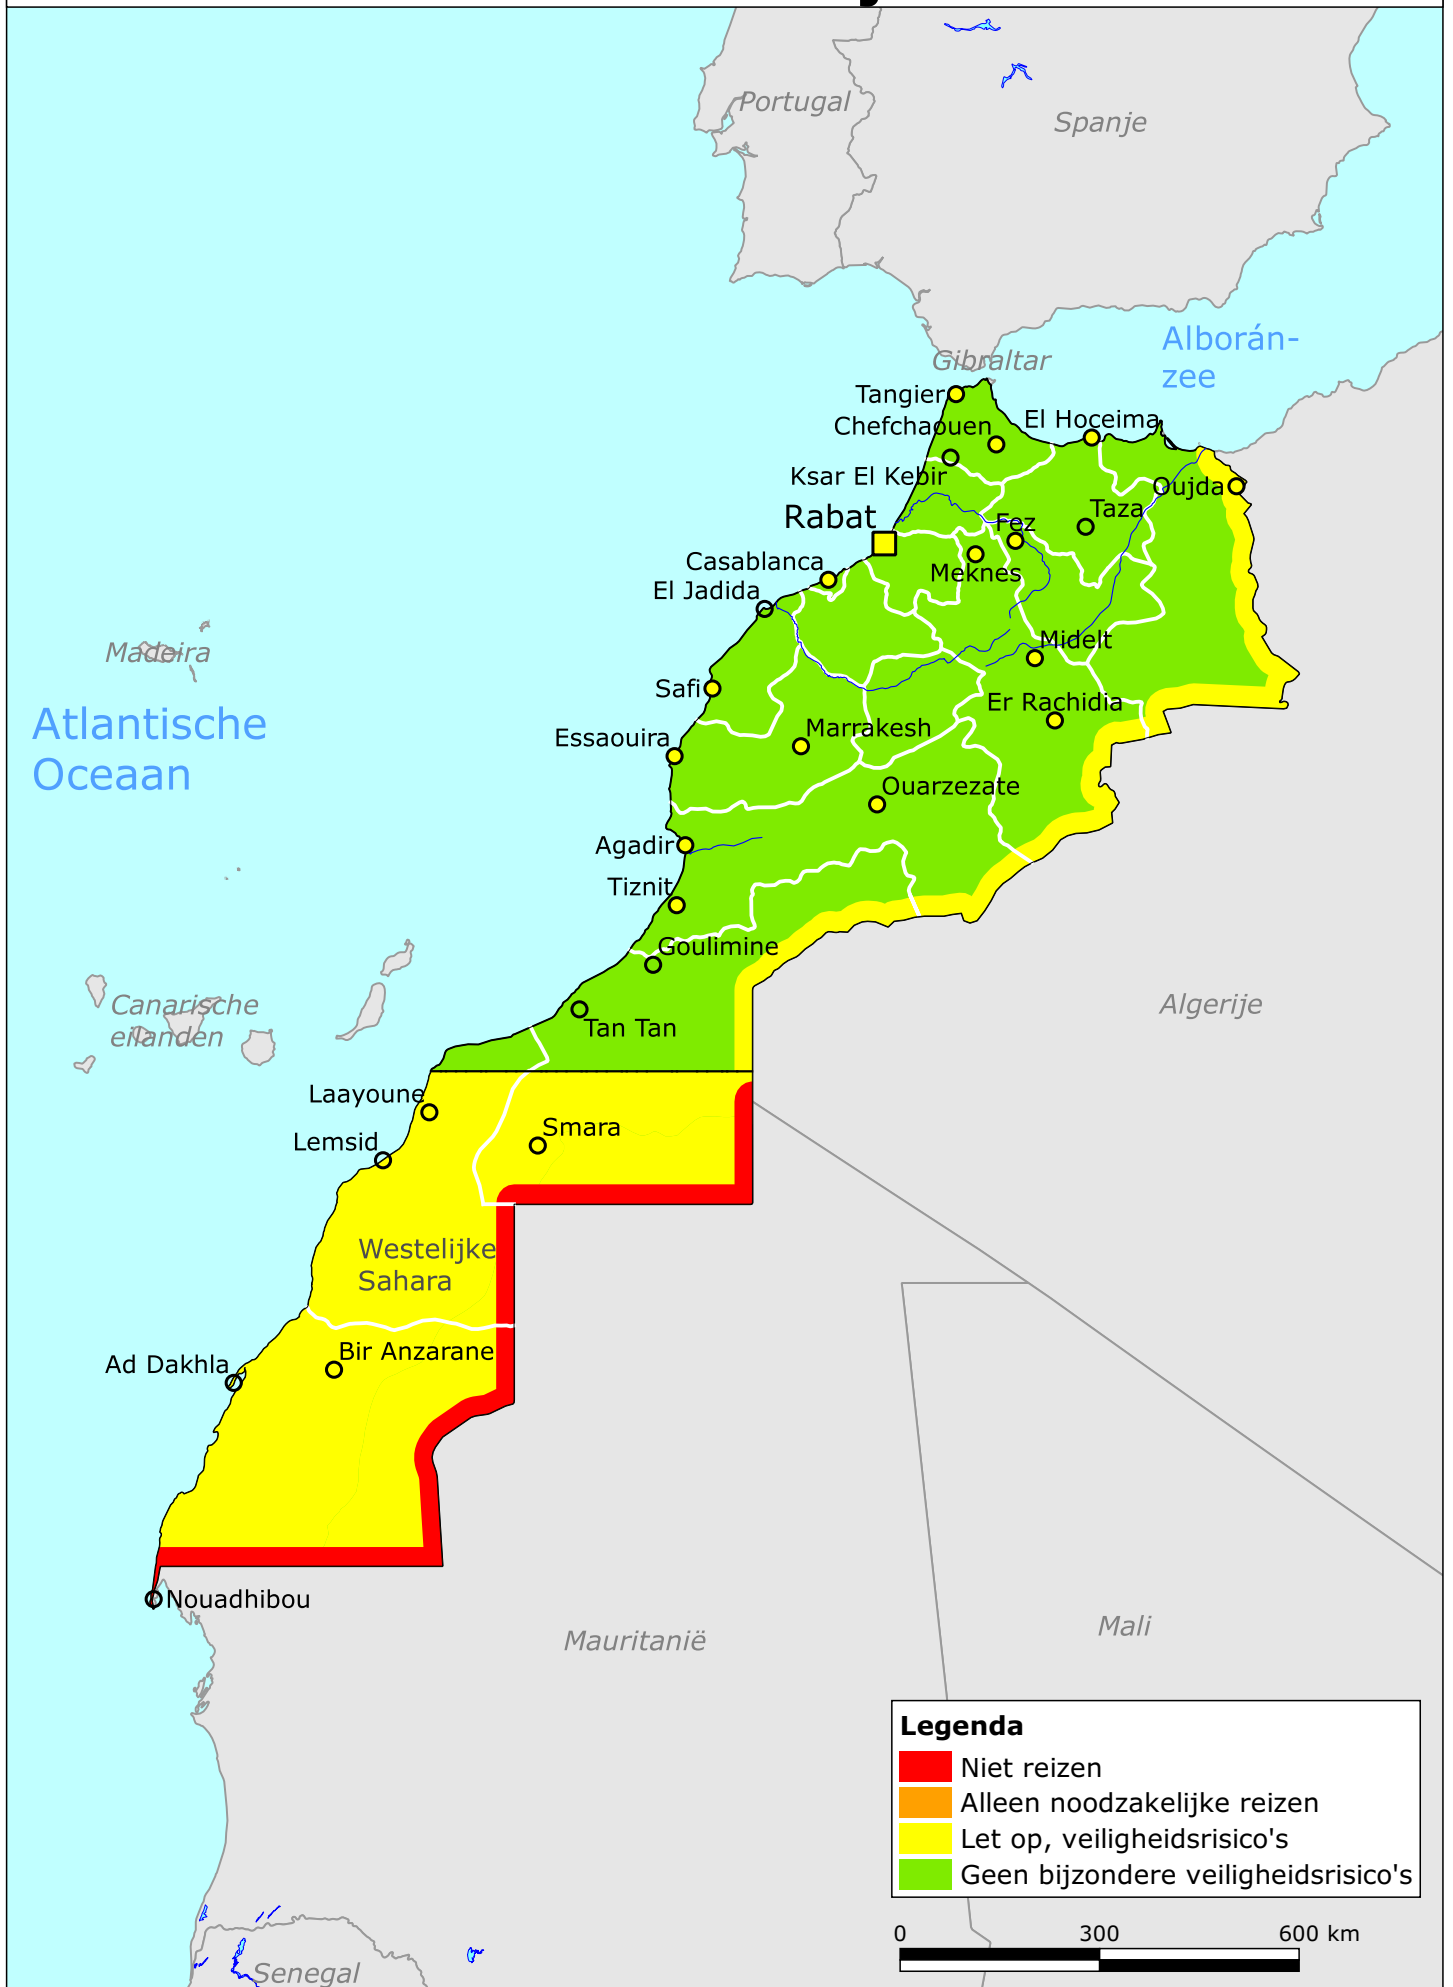 Portugal
Spanje
Alborán-
zee
Gibraltar
Tangier
El Hoceima
Chefchaouen
Ksar El Kebir
Oujda
Taza
Rabat
Fez
Casablanca
Meknes
El Jadida
Midelt
Madeira
Safi
Er Rachidia
Atlantische
Oceaan
Marrakesh
Essaouira
Ouarzezate
Agadir
Tiznit
Goulimine
Canarische
eilanden
Algerije
Tan Tan
Laayoune
Smara
Lemsid
Westelijke
Sahara
Bir Anzarane
Ad Dakhla
Nouadhibou
Mauritanië
Mali
Legenda
Niet reizen
Alleen noodzakelijke reizen
Let op, veiligheidsrisico's
Geen bijzondere veiligheidsrisico's
0 300 600 km
Senegal